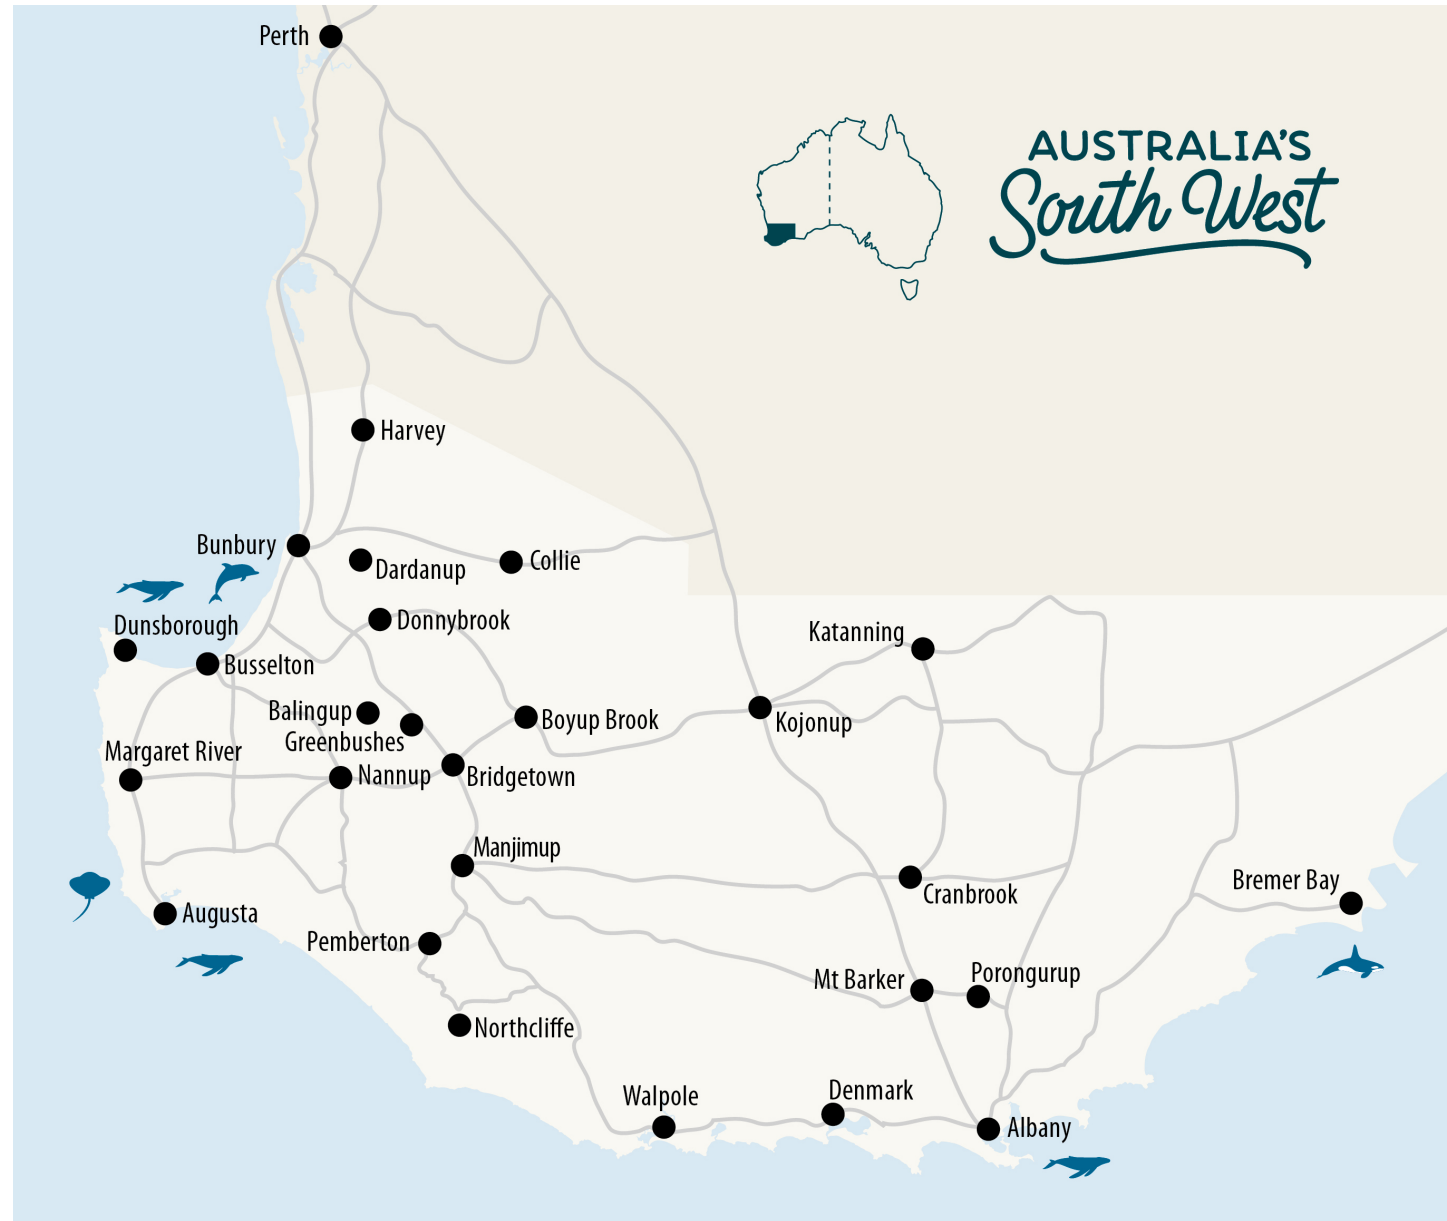 Perth
AUSTRALIA'S
South West
Harvey
Bunbury
Dardanup
Collie
Dunsborough
Donnybrook
Katanning
Busselton
Balingup
Boyup Brook
Kojonup
Greenbushes
Margaret River
Nannup
Bridgetown
Manjimup
Cranbrook
Bremer Bay
Augusta
Pemberton
Mt Barker
Porongurup
Northcliffe
Walpole
Denmark
Albany